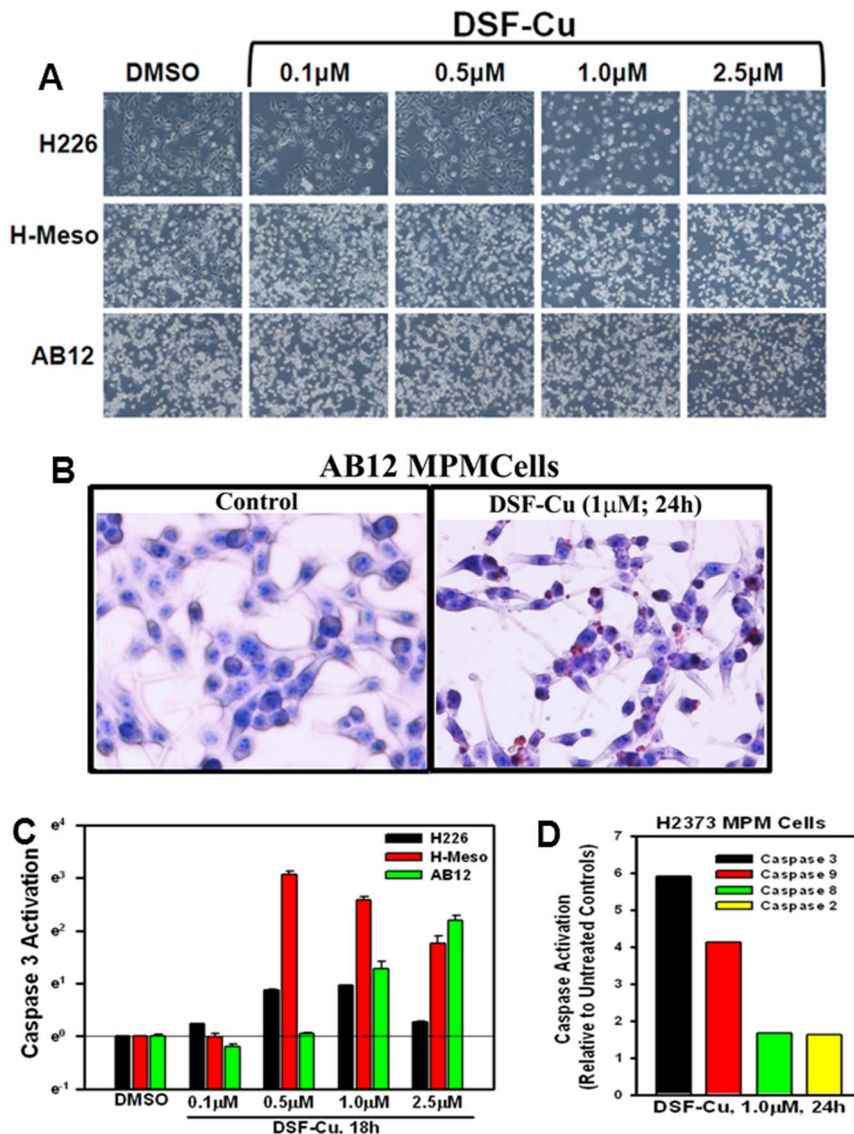 DSF-Cu
A
DMSO 0.1µM 0.5µM 1.0µM 2.5µM
H226
H-Meso
AB12
B
AB12 MPMCells
Control DSF-Cu (1µM; 24h)
C
Caspase 3 Activation
e4
e3
e2
e1
e0
e-1
H226
H-Meso
AB12
DMSO 0.1µM 0.5µM 1.0µM 2.5µM
DSF-Cu, 18h
D
H2373 MPM Cells
Caspase Activation
(Relative to Untreated Controls)
7
6
5
4
3
2
1
0
Caspase 3
Caspase 9
Caspase 8
Caspase 2
DSF-Cu, 1.0µM, 24h